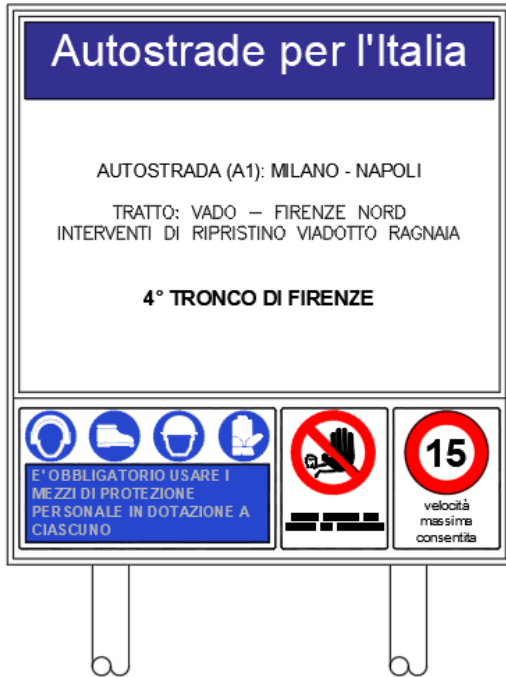 Autostrade per l'Italia
AUTOSTRADA (A1): MILANO - NAPOLI
TRATTO: VADO – FIRENZE NORD
INTERVENTI DI RIPRISTINO VIADOTTO RAGNAIA
4° TRONCO DI FIRENZE
E' OBBLIGATORIO USARE I
MEZZI DI PROTEZIONE
PERSONALE IN DOTAZIONE A
CIASCUNO
15
velocità
massima
consentita